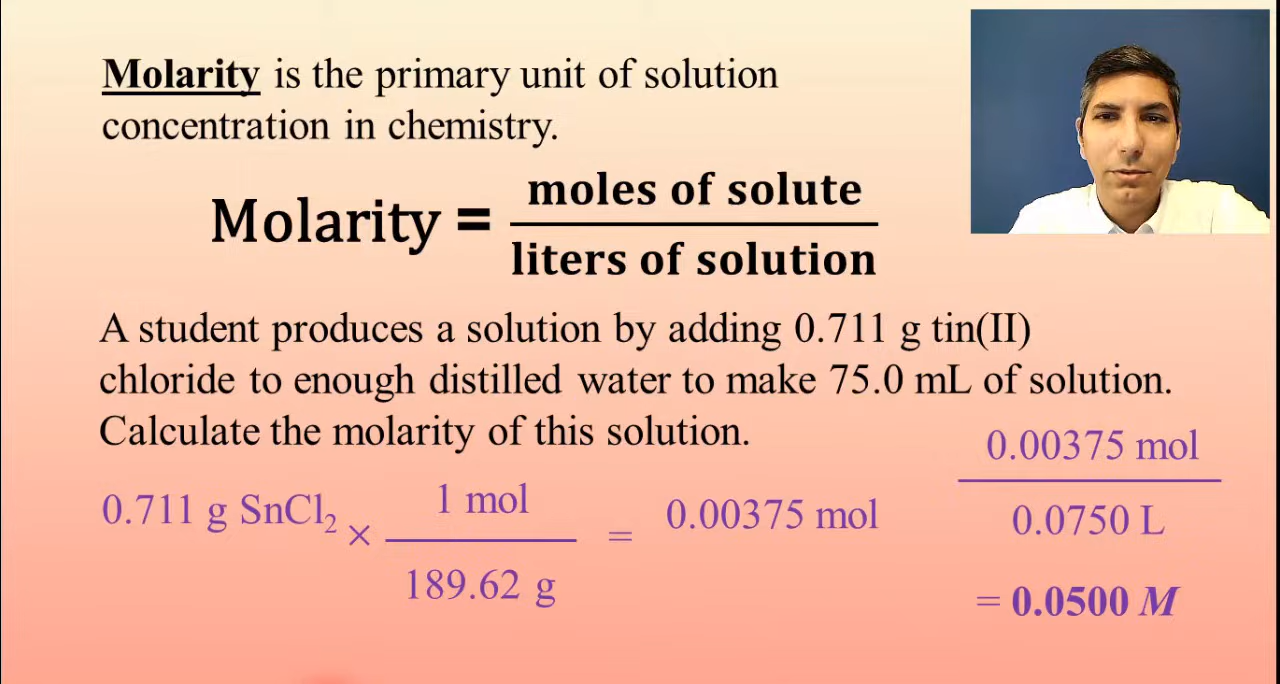 Molarity is the primary unit of solution
concentration in chemistry.
Molarity = moles of solute
liters of solution
A student produces a solution by adding 0.711 g tin(II)
chloride to enough distilled water to make 75.0 mL of solution.
Calculate the molarity of this solution.
0.711 g SnCl₂ × 1 mol
189.62 g
= 0.00375 mol
0.00375 mol
0.0750 L
= 0.0500 M